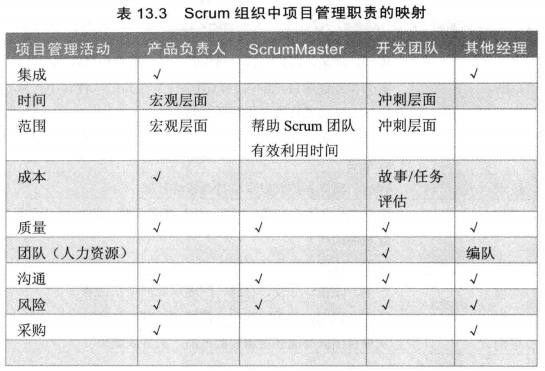 表 13.3 Scrum 组织中项目管理职责的映射
项目管理活动 产品负责人 ScrumMaster 开发团队 其他经理
集成 √ √
时间 宏观层面 冲刺层面
范围 宏观层面 帮助 Scrum 团队 冲刺层面
有效利用时间
成本 √ 故事/任务
评估
质量 √ √ √ √
团队（人力资源） √ 编队
沟通 √ √ √ √
风险 √ √ √ √
采购 √ √